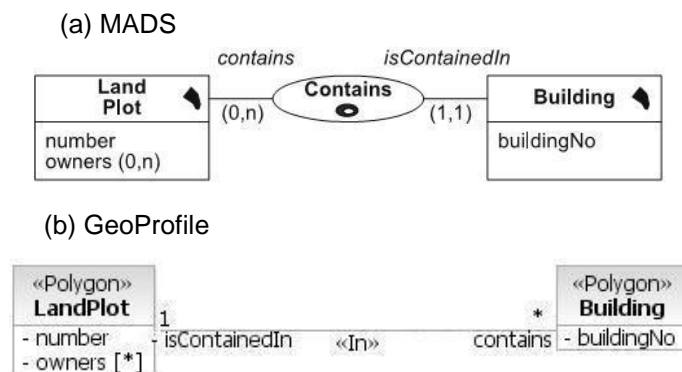 (a) MADS
contains
isContainedIn
Land
Plot
Contains
Building
(0,n)
(1,1)
number
owners (0,n)
buildingNo
(b) GeoProfile
«Polygon»
LandPlot
- number
- owners [*]
1
- isContainedIn
«In»
*
contains
«Polygon»
Building
- buildingNo